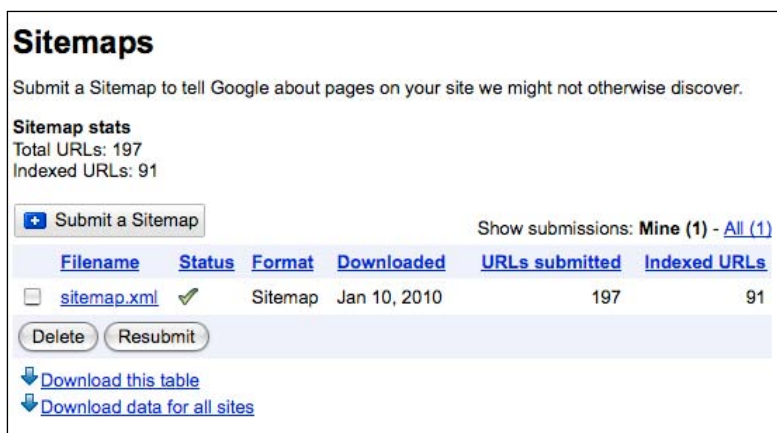 Sitemaps
Submit a Sitemap to tell Google about pages on your site we might not otherwise discover.
Sitemap stats
Total URLs: 197
Indexed URLs: 91
Submit a Sitemap
Show submissions: Mine (1) - All (1)
Filename Status Format Downloaded URLs submitted Indexed URLs
sitemap.xml Sitemap Jan 10, 2010 197 91
Delete Resubmit
Download this table
Download data for all sites